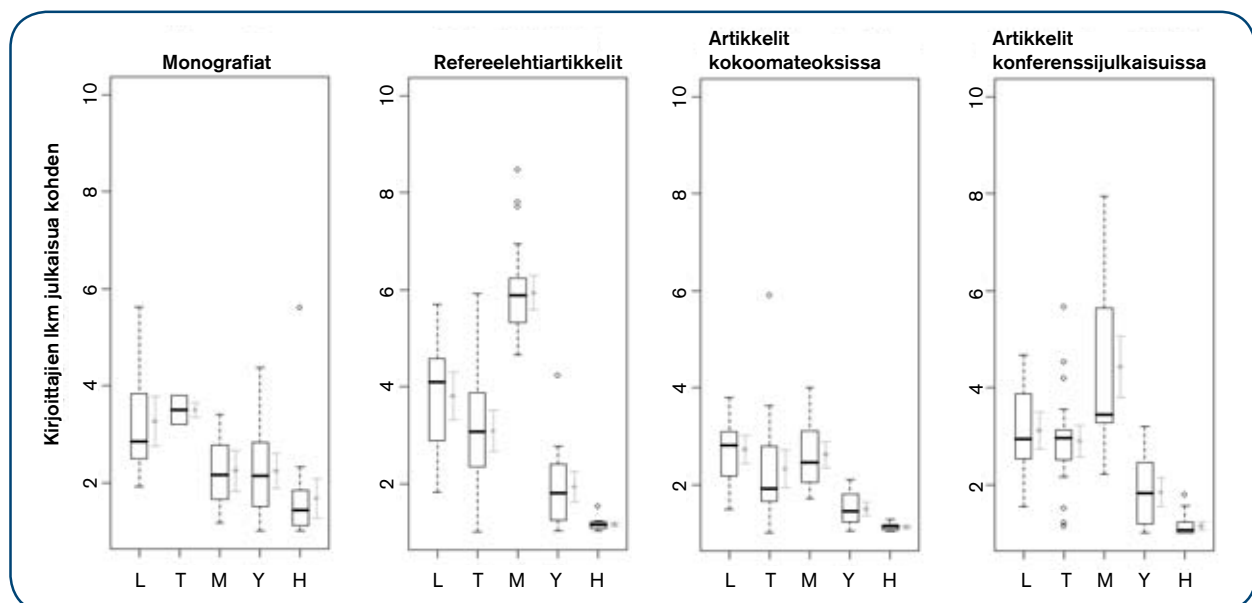 Monografiat
Refereelehtiartikkelit
Artikkelit
kokoomateoksissa
Artikkelit
konferenssijulkaisuissa
Kirjoittajien lkm julkaisua kohden
10
8
6
4
2
L T M Y H
10
8
6
4
2
L T M Y H
10
8
6
4
2
L T M Y H
10
8
6
4
2
L T M Y H